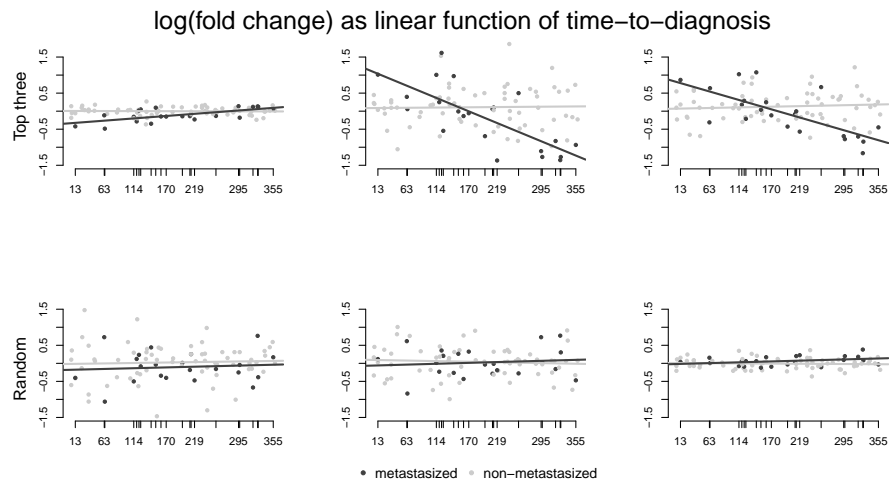 log(fold change) as linear function of time−to−diagnosis
Top three
0.5
−0.5
−1.5
1.5
13 63 114 170 219 295 355
0.5
−0.5
−1.5
1.5
13 63 114 170 219 295 355
0.5
−0.5
−1.5
1.5
13 63 114 170 219 295 355
Random
0.5
−0.5
−1.5
1.5
13 63 114 170 219 295 355
0.5
−0.5
−1.5
1.5
13 63 114 170 219 295 355
0.5
−0.5
−1.5
1.5
13 63 114 170 219 295 355
metastasized non−metastasized